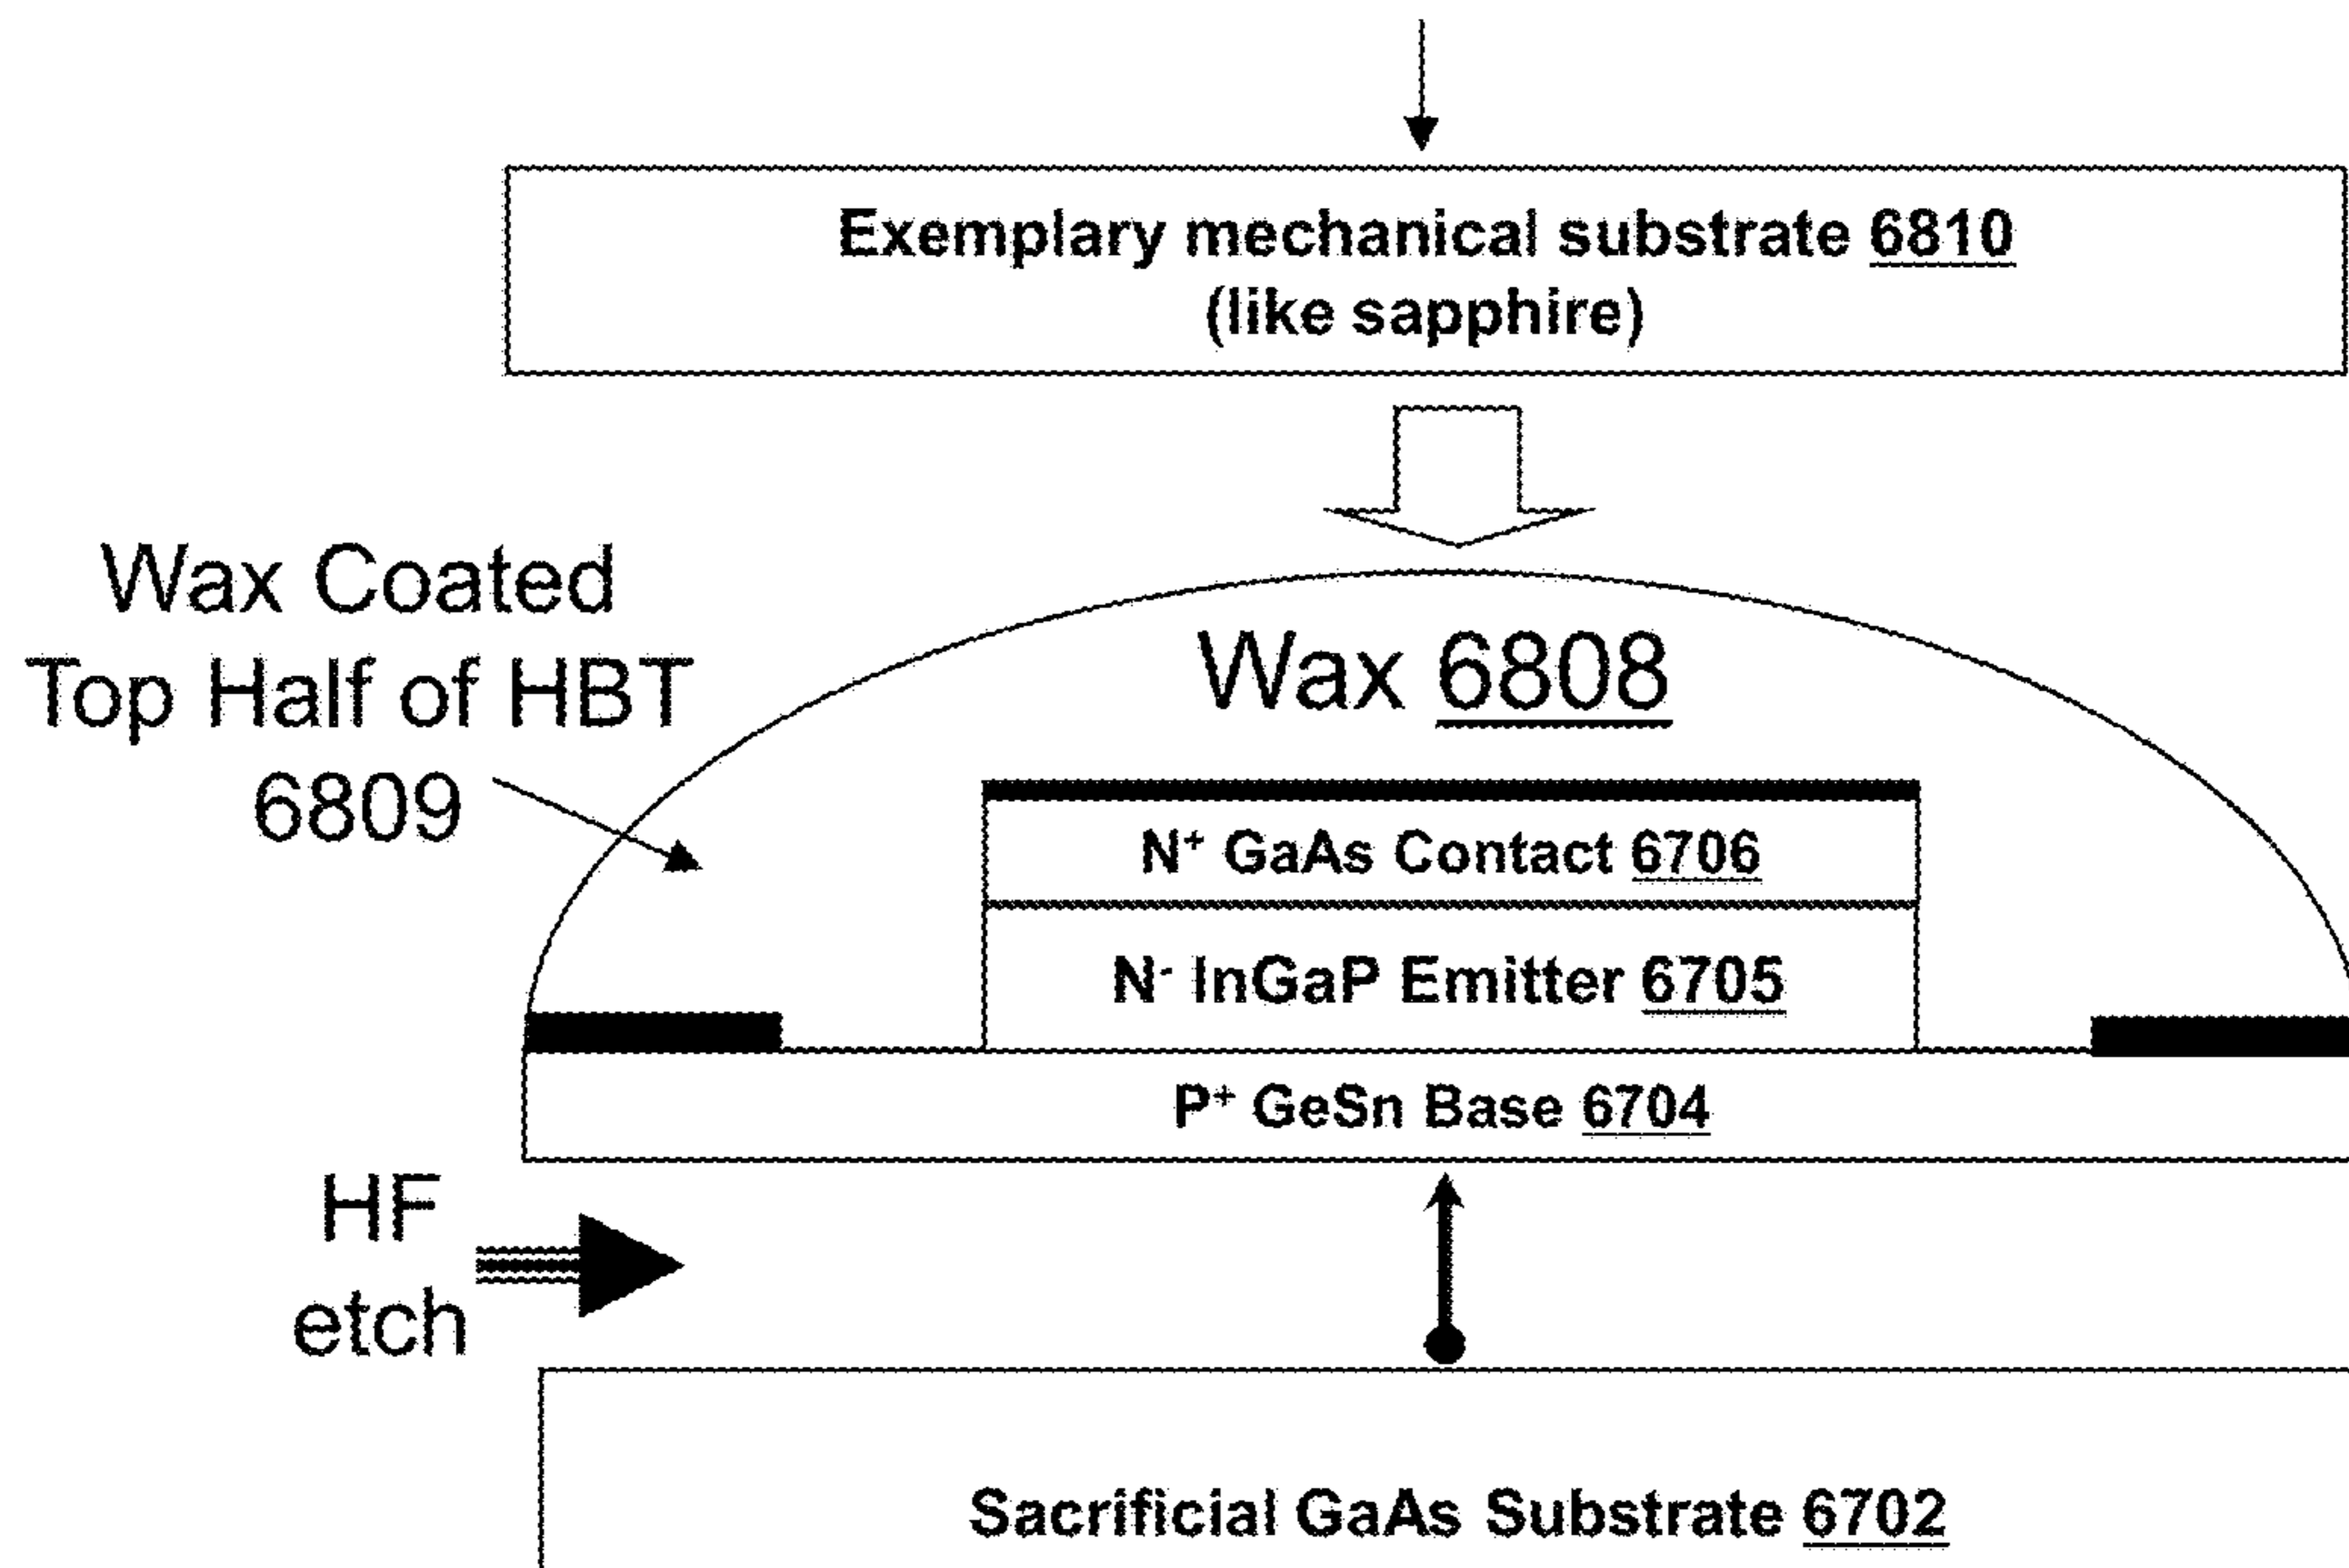 Exemplary mechanical substrate 6810
(like sapphire)
Wax Coated
Top Half of HBT
6809
Wax 6808
N⁺ GaAs Contact 6706
N⁻ InGaP Emitter 6705
P⁺ GeSn Base 6704
HF
etch
Sacrificial GaAs Substrate 6702